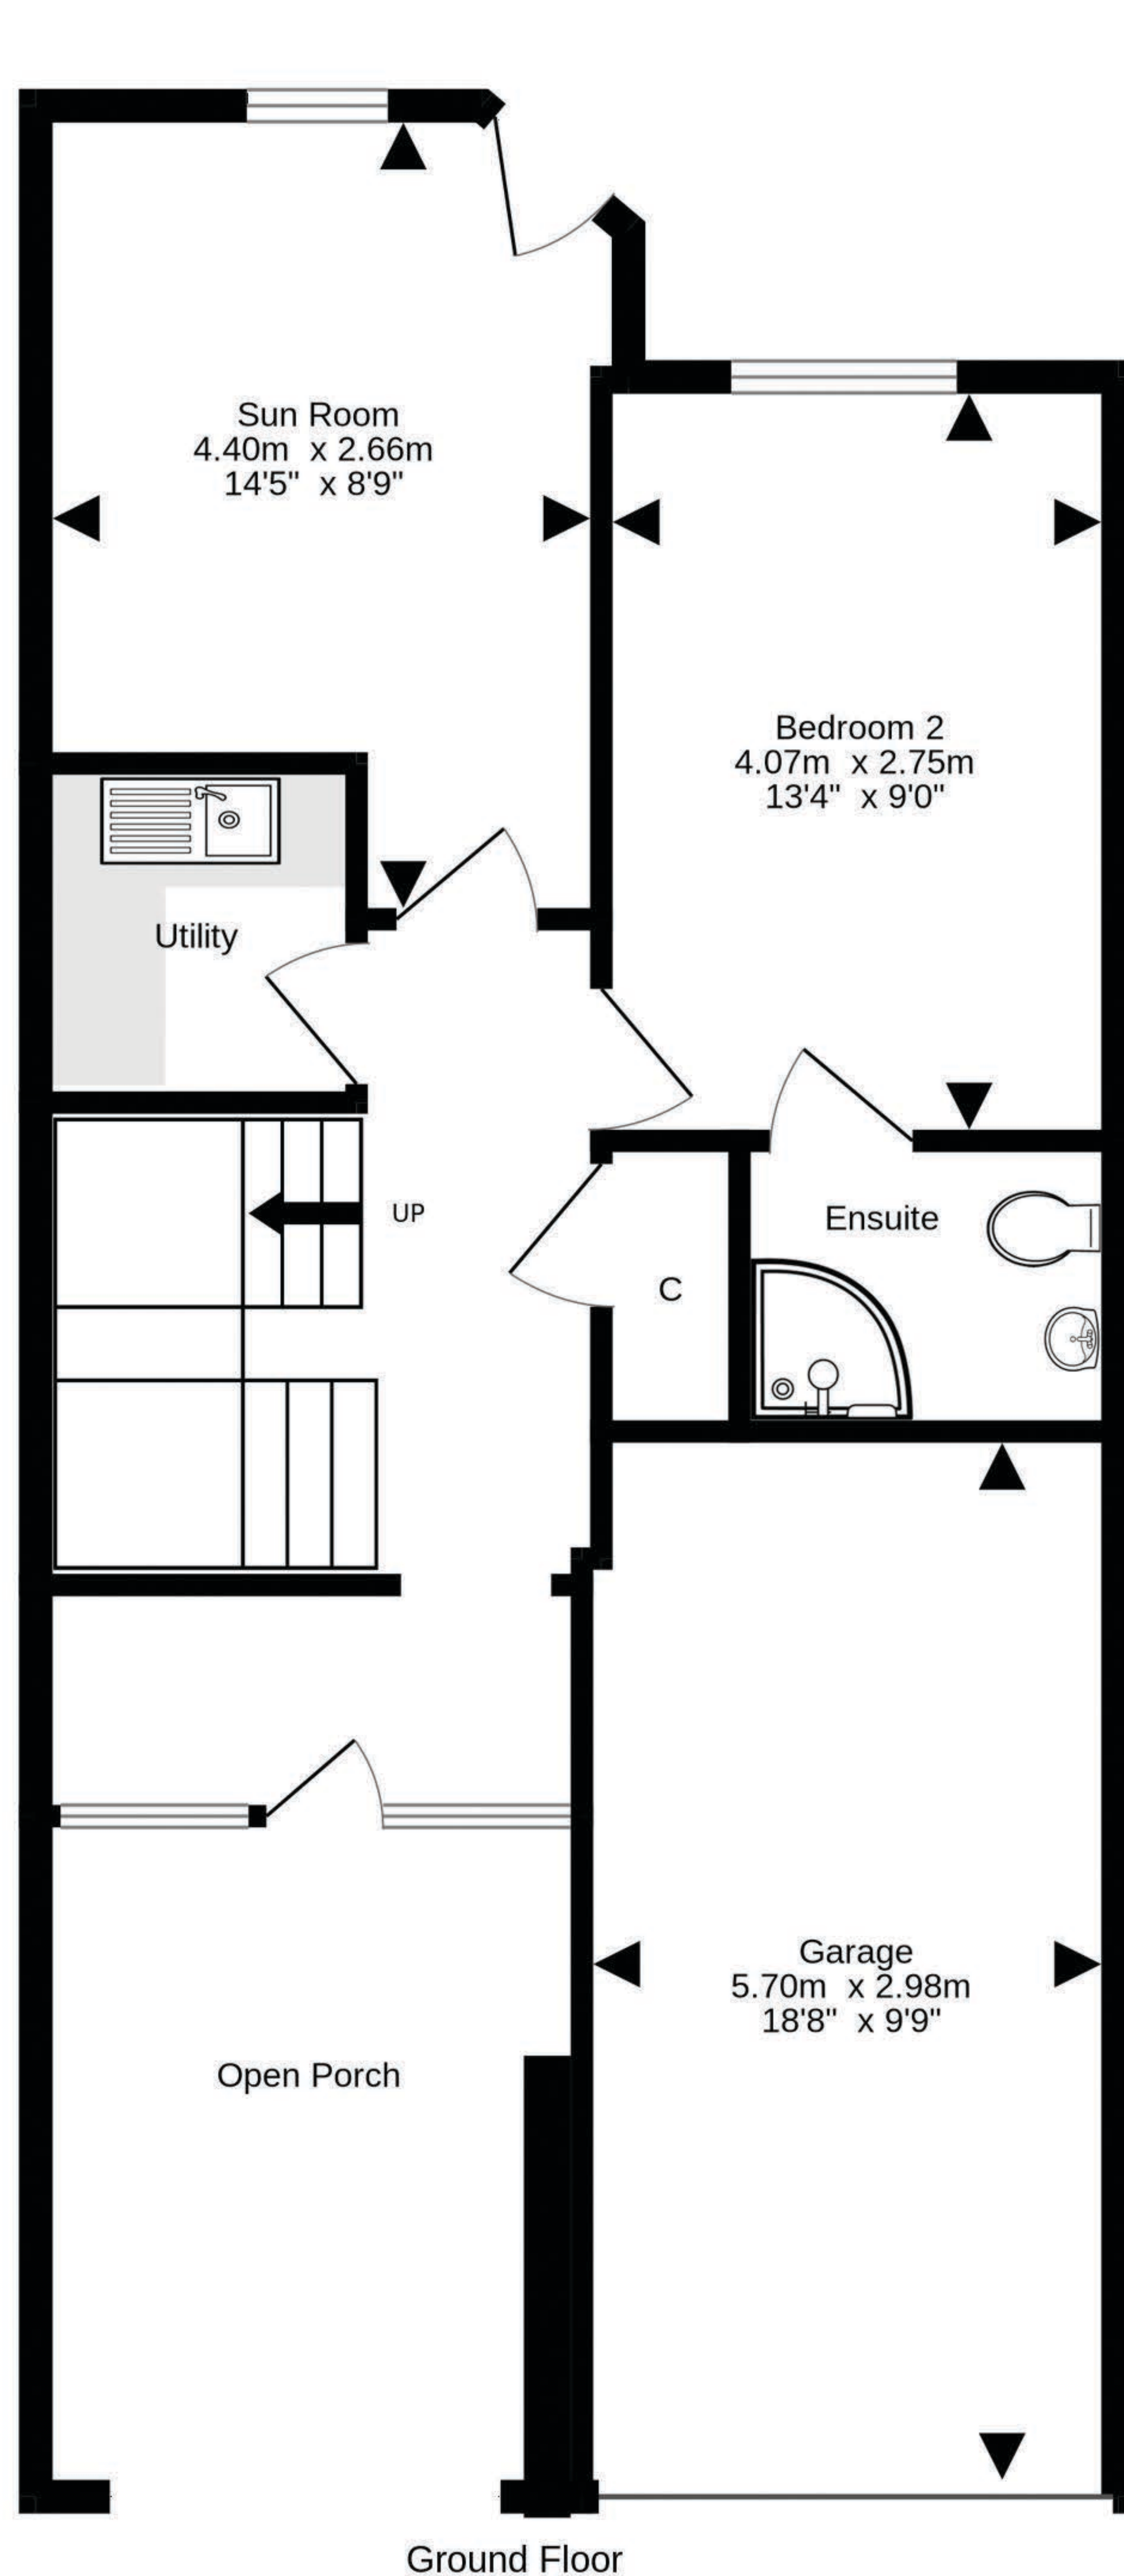 Sun Room
4.40m x 2.66m
14'5" x 8'9"
Bedroom 2
4.07m x 2.75m
13'4" x 9'0"
Utility
UP
Ensuite
C
Garage
5.70m x 2.98m
18'8" x 9'9"
Open Porch
Ground Floor